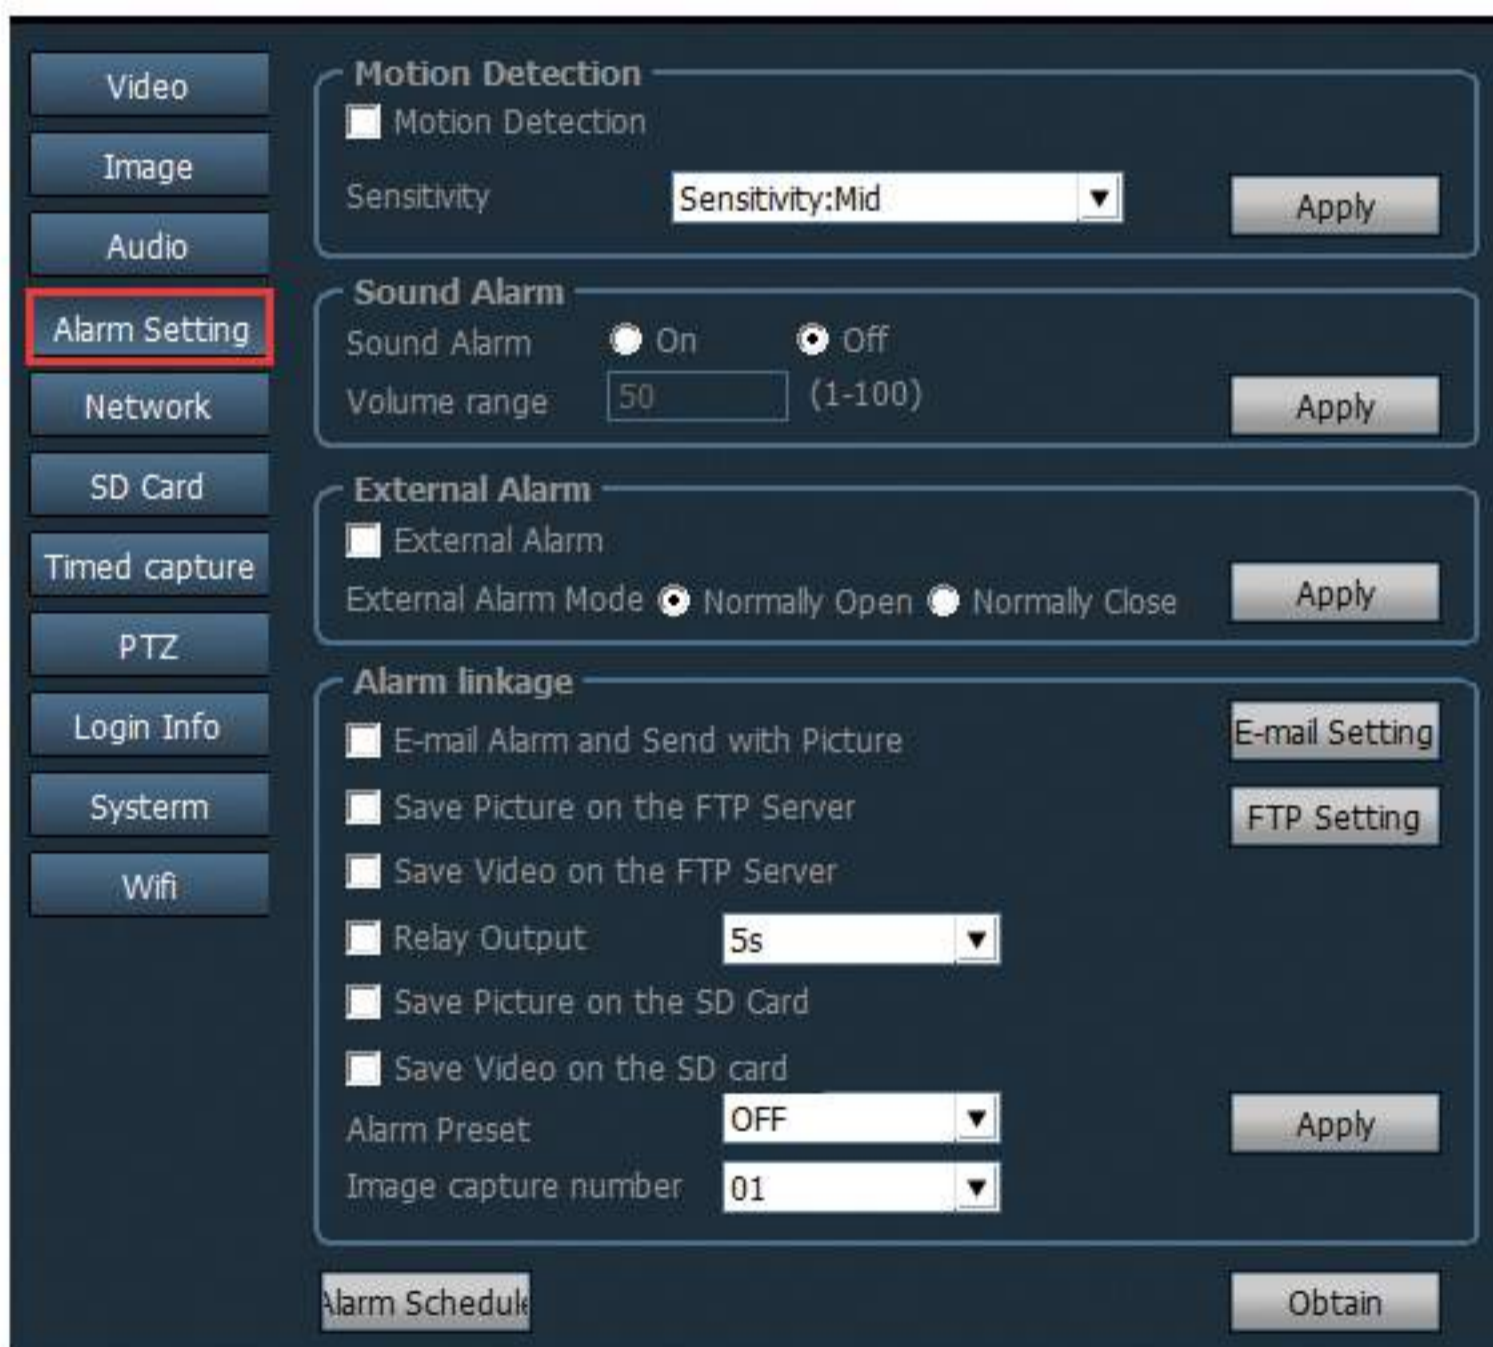 Video
Image
Audio
Alarm Setting
Network
SD Card
Timed capture
PTZ
Login Info
Systerm
Wifi
Motion Detection
Motion Detection
Sensitivity Sensitivity:Mid Apply
Sound Alarm
Sound Alarm On Off
Volume range 50 (1-100) Apply
External Alarm
External Alarm
External Alarm Mode Normally Open Normally Close Apply
Alarm linkage
E-mail Alarm and Send with Picture E-mail Setting
Save Picture on the FTP Server FTP Setting
Save Video on the FTP Server
Relay Output 5s
Save Picture on the SD Card
Save Video on the SD card
Alarm Preset OFF Apply
Image capture number 01
Alarm Schedule Obtain